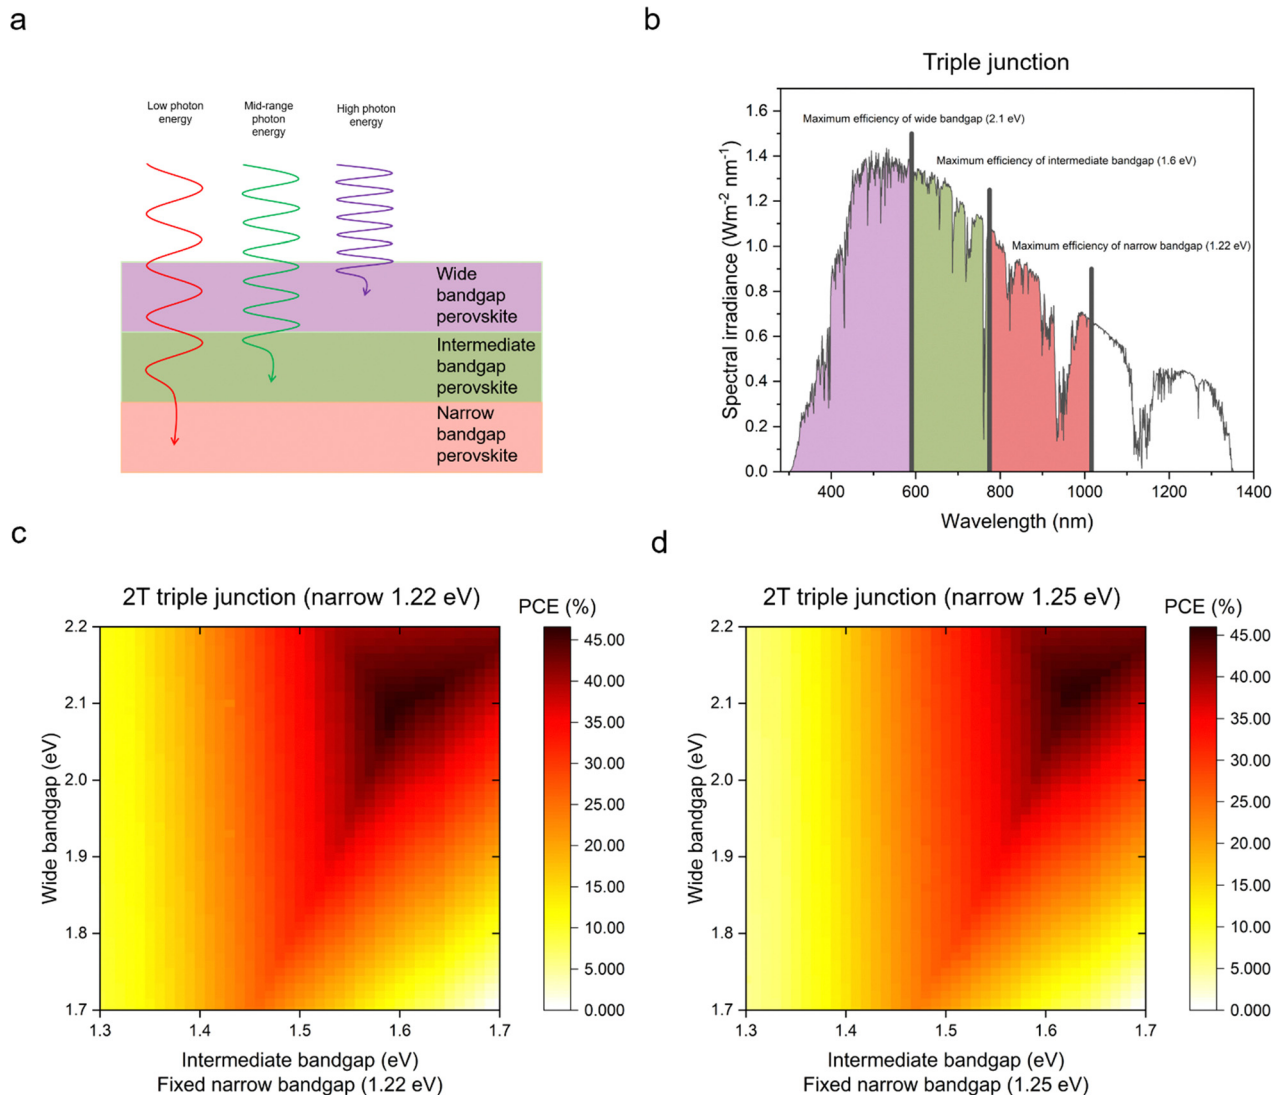 a
Low photon
energy
Mid-range
photon
energy
High photon
energy
Wide
bandgap
perovskite
Intermediate
bandgap
perovskite
Narrow
bandgap
perovskite
b
Triple junction
Maximum efficiency of wide bandgap (2.1 eV)
Maximum efficiency of intermediate bandgap (1.6 eV)
Maximum efficiency of narrow bandgap (1.22 eV)
Spectral irradiance (Wm-2 nm-1)
1.6
1.4
1.2
1.0
0.8
0.6
0.4
0.2
0.0
400 600 800 1000 1200 1400
Wavelength (nm)
c
2T triple junction (narrow 1.22 eV)
PCE (%)
Wide bandgap (eV)
2.2
2.1
2.0
1.9
1.8
1.7
1.3 1.4 1.5 1.6 1.7
Intermediate bandgap (eV)
Fixed narrow bandgap (1.22 eV)
45.00
40.00
35.00
30.00
25.00
20.00
15.00
10.00
5.000
0.000
d
2T triple junction (narrow 1.25 eV)
PCE (%)
Wide bandgap (eV)
2.2
2.1
2.0
1.9
1.8
1.7
1.3 1.4 1.5 1.6 1.7
Intermediate bandgap (eV)
Fixed narrow bandgap (1.25 eV)
45.00
40.00
35.00
30.00
25.00
20.00
15.00
10.00
5.000
0.000